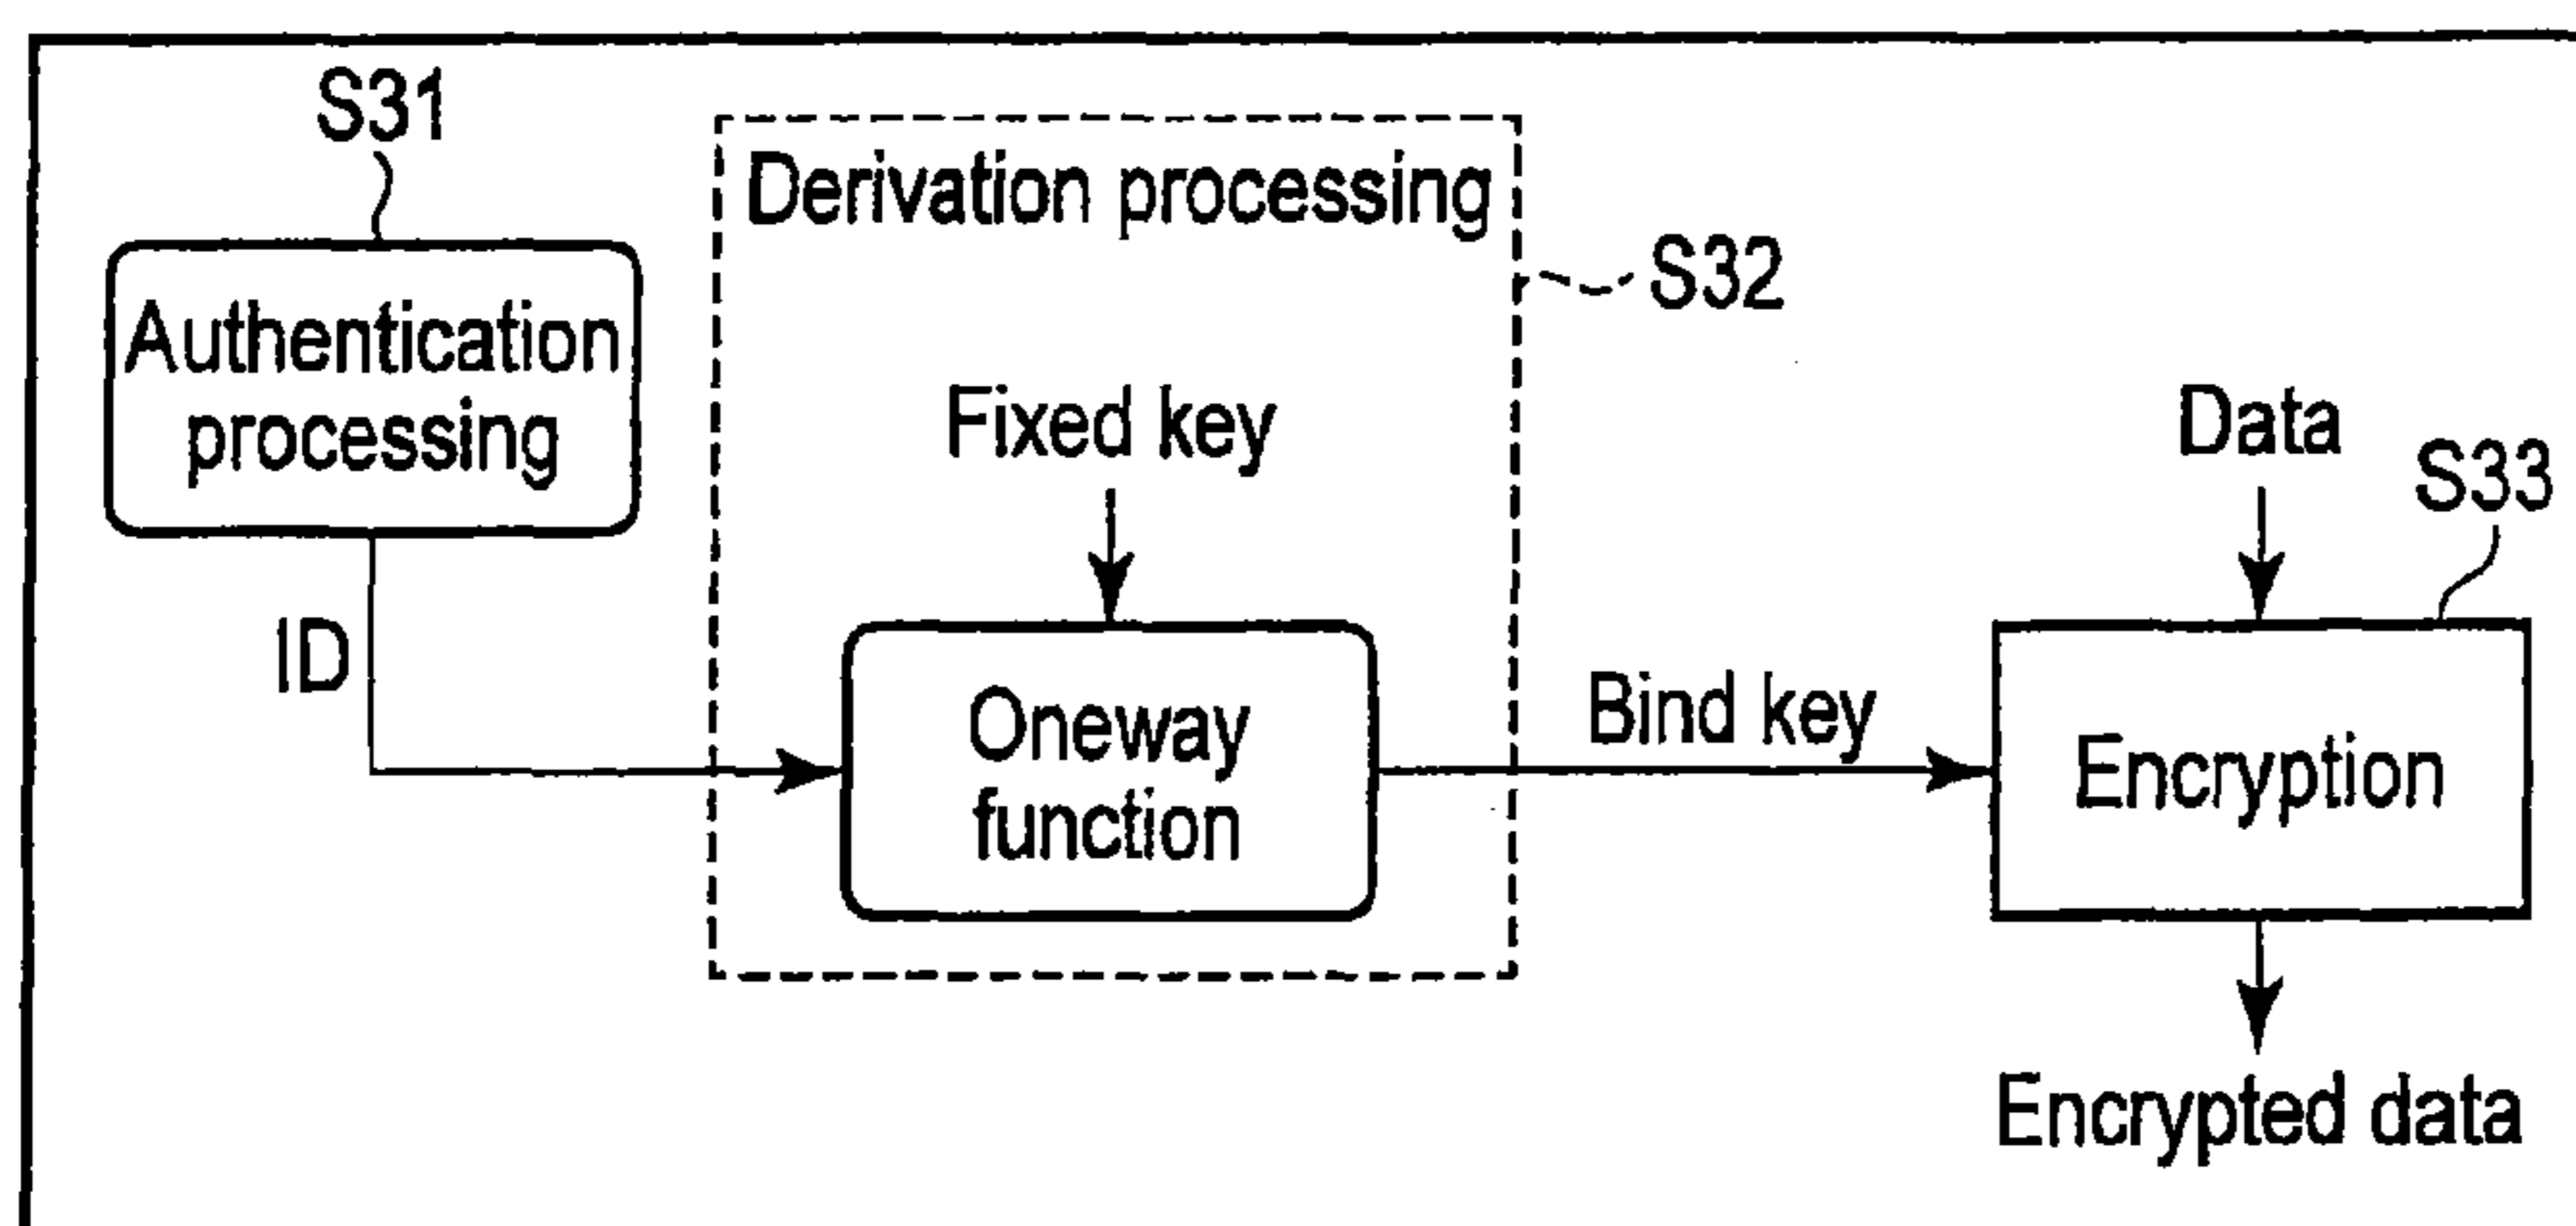 S31
Derivation processing
S32
Authentication
processing
Fixed key
Data
S33
ID
Oneway
function
Bind key
Encryption
Encrypted data